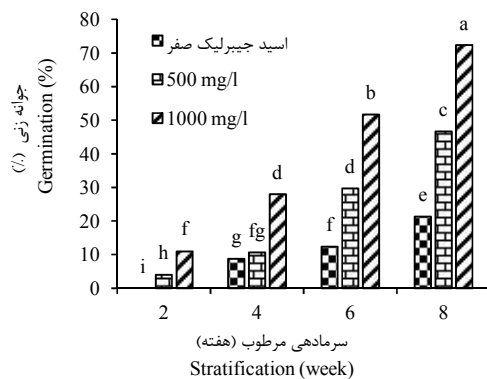 80
70
60
50
40
30
20
10
0
جوانه زنی (٪)
Germination (%)
اسید جیبرلیک صفر
500 mg/l
1000 mg/l
i
h
f
g
fg
d
f
d
b
e
c
a
2
4
6
8
سرمادهی مرطوب (هفته)
Stratification (week)